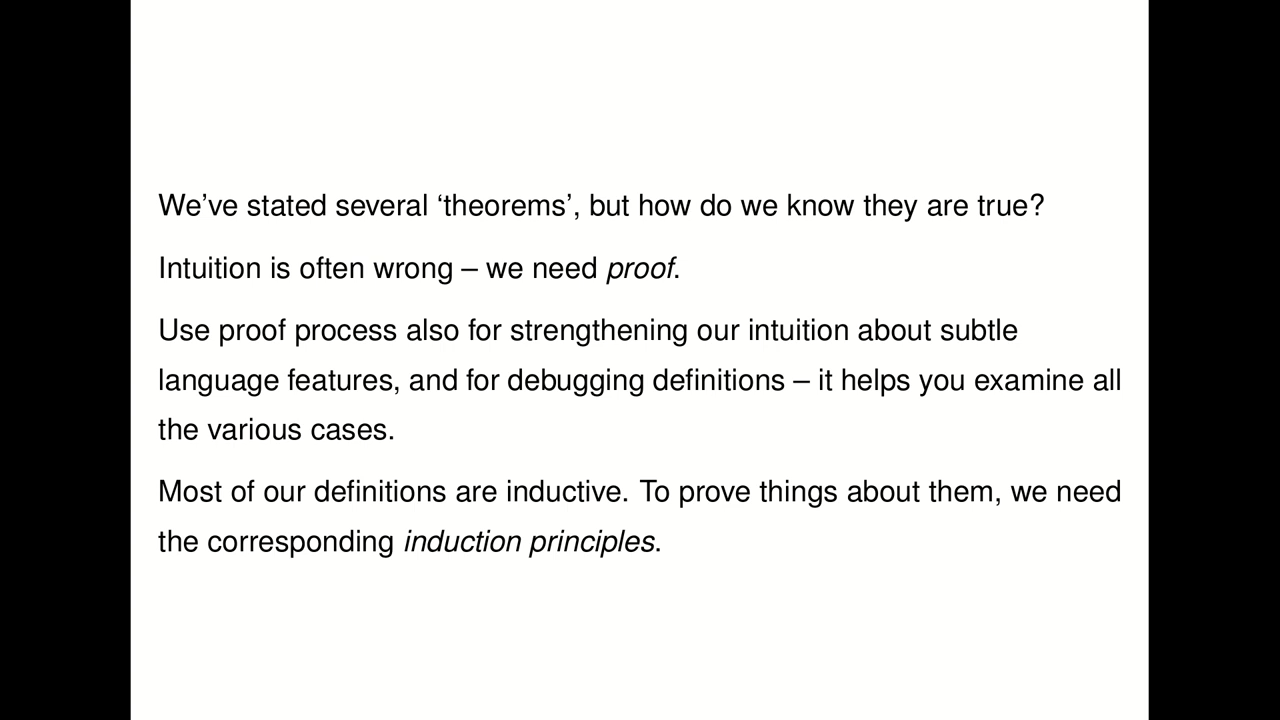 We’ve stated several ‘theorems’, but how do we know they are true?
Intuition is often wrong – we need proof.
Use proof process also for strengthening our intuition about subtle
language features, and for debugging definitions – it helps you examine all
the various cases.
Most of our definitions are inductive. To prove things about them, we need
the corresponding induction principles.